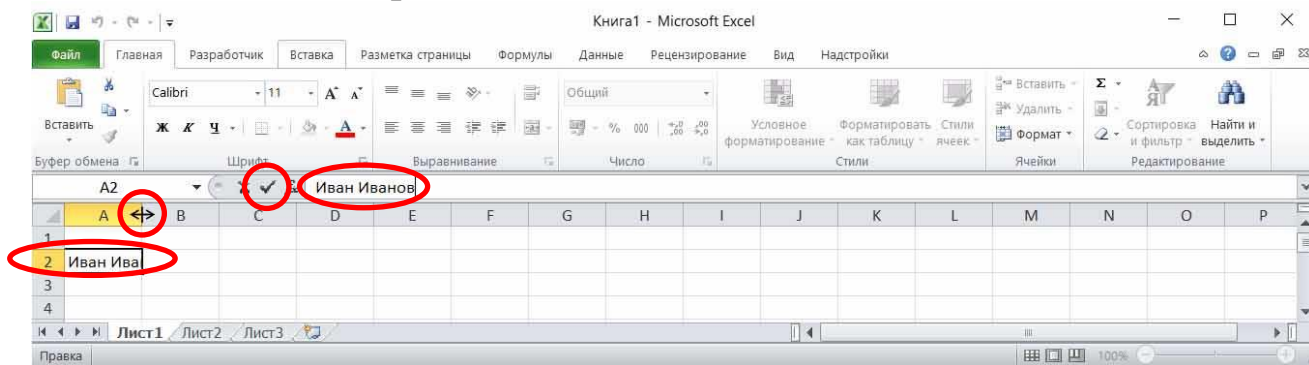 Книга1 - Microsoft Excel
Файл Главная Разработчик Вставка Разметка страницы Формулы Данные Рецензирование Вид Надстройки
Calibri 11 А А Общий Вставить Σ
Вставить Удалить
Ж К Ч А % 000 Условное форматирование Форматировать как таблицу Стили ячеек Формат Сортировка и фильтр Найти и выделить
Буфер обмена Шрифт Выравнивание Число Стили Ячейки Редактирование
A2 Иван Иванов
A B C D E F G H I J K L M N O P
1
2 Иван Ива
3
4
Лист1 Лист2 Лист3
Правка 100%